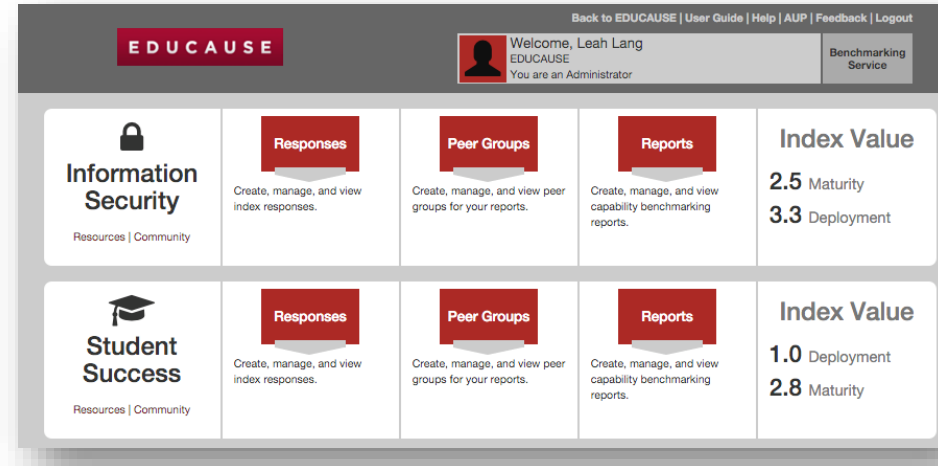 Back to EDUCAUSE | User Guide | Help | AUP | Feedback | Logout
EDUCAUSE
Welcome, Leah Lang
EDUCAUSE
You are an Administrator
Benchmarking
Service
Information
Security
Resources | Community
Responses
Create, manage, and view
index responses.
Peer Groups
Create, manage, and view peer
groups for your reports.
Reports
Create, manage, and view
capability benchmarking
reports.
Index Value
2.5 Maturity
3.3 Deployment
Student
Success
Resources | Community
Responses
Create, manage, and view
index responses.
Peer Groups
Create, manage, and view peer
groups for your reports.
Reports
Create, manage, and view
capability benchmarking
reports.
Index Value
1.0 Deployment
2.8 Maturity